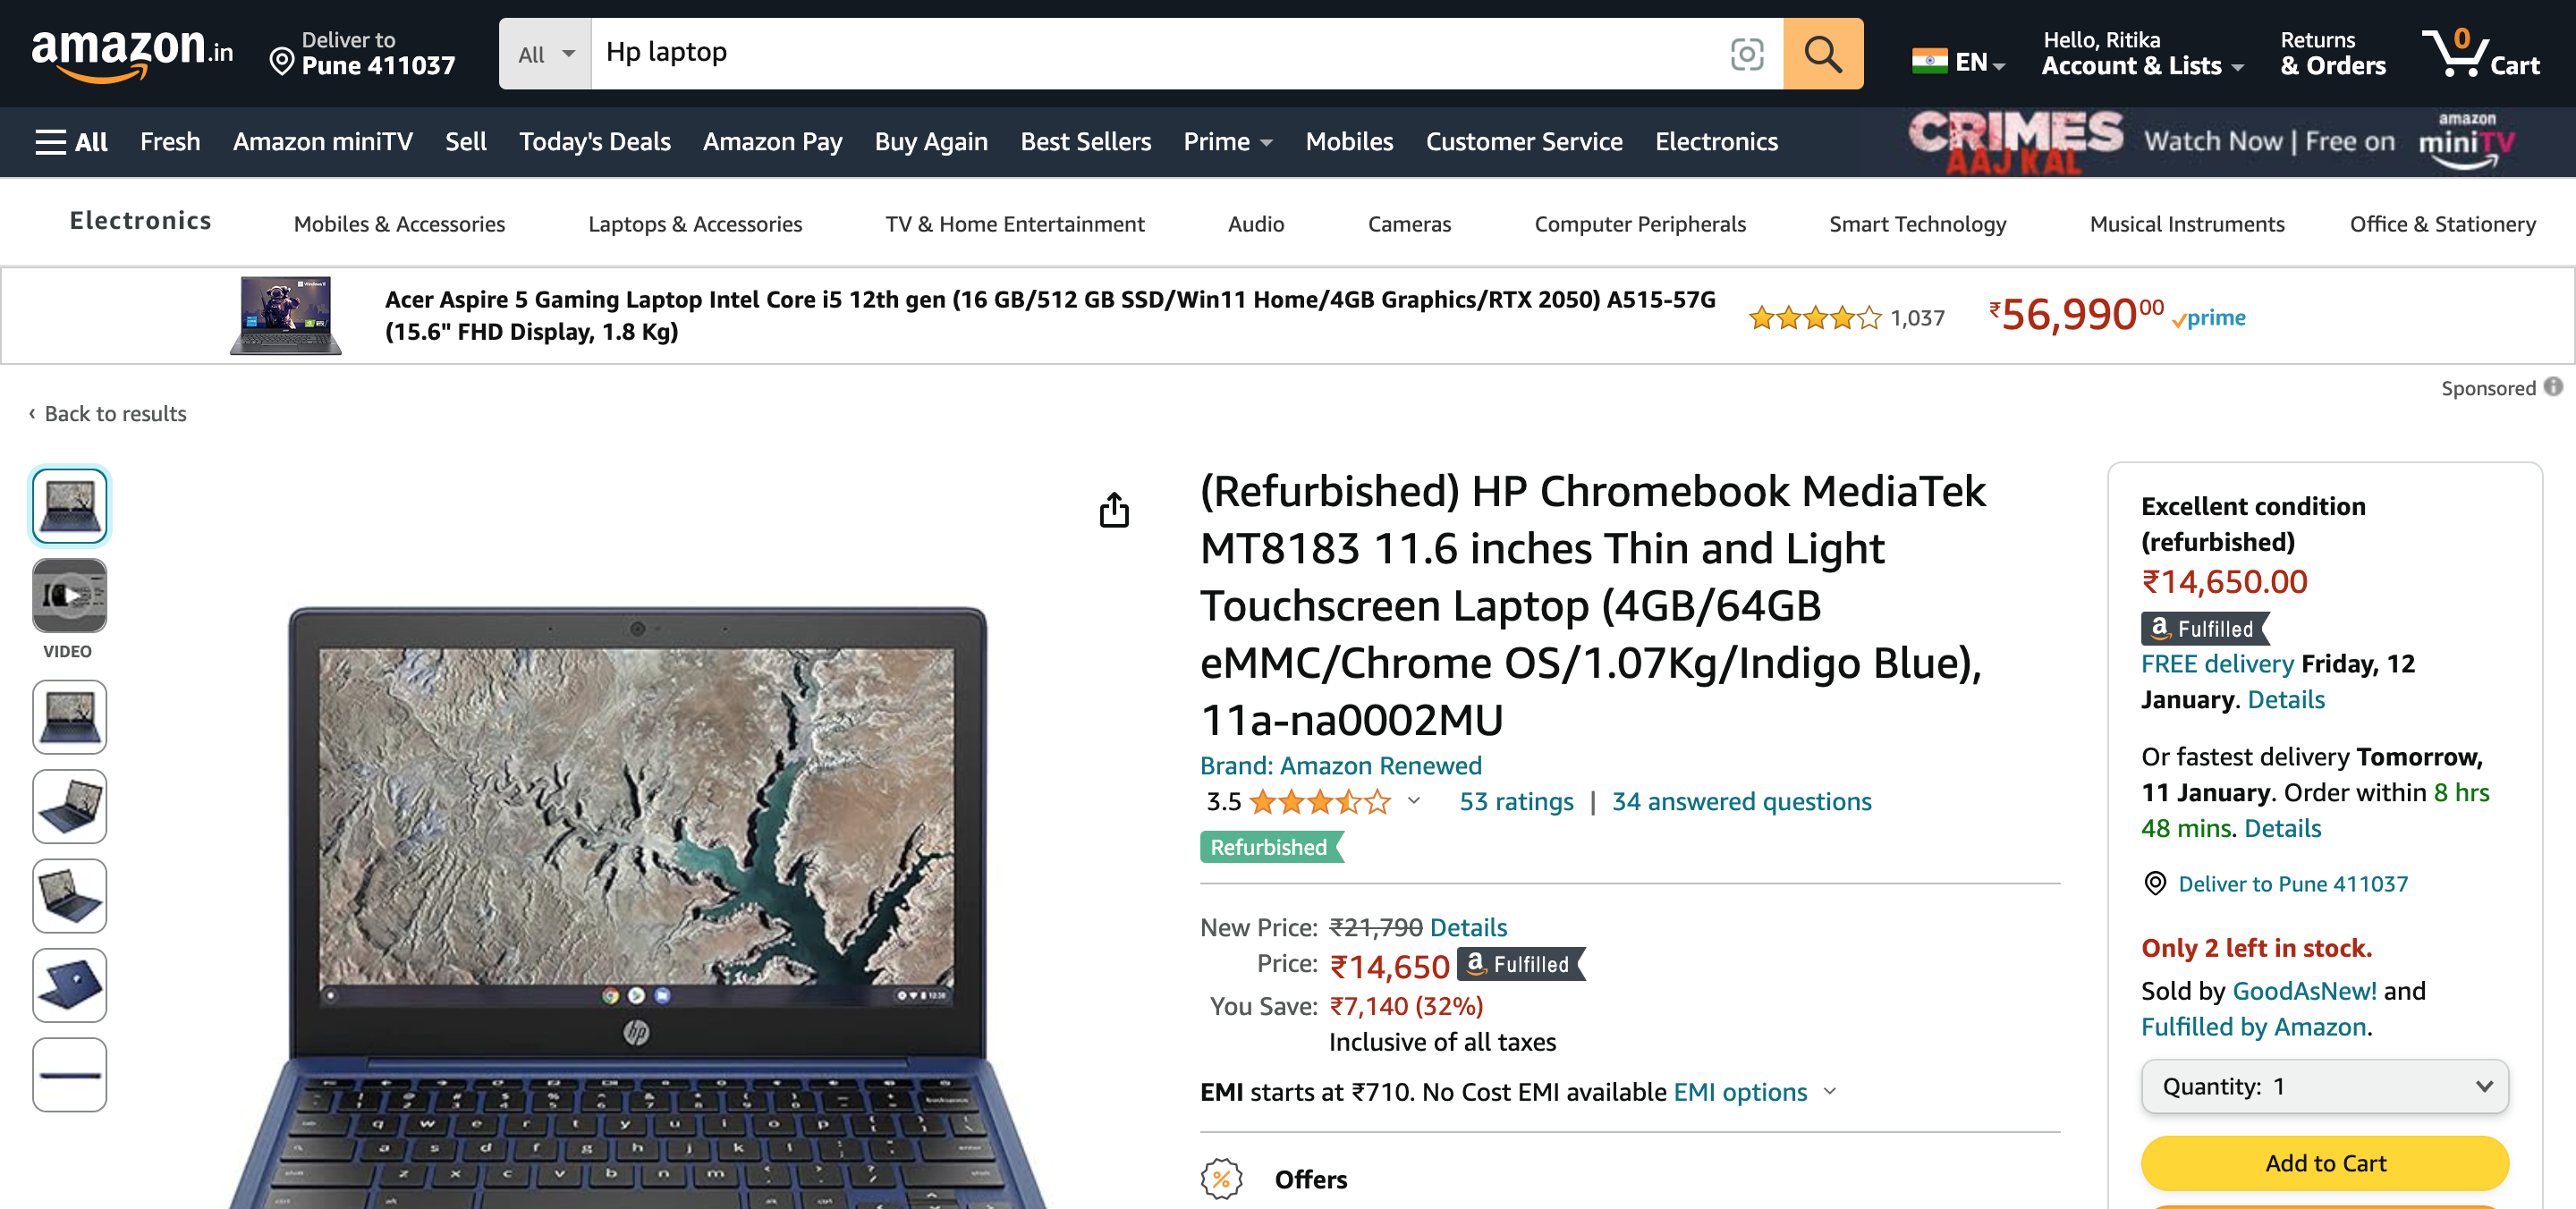 amazon.in
Deliver to
Pune 411037
All
Hp laptop
EN
Hello, Ritika
Account & Lists
Returns
& Orders
0
Cart
All
Fresh
Amazon miniTV
Sell
Today's Deals
Amazon Pay
Buy Again
Best Sellers
Prime
Mobiles
Customer Service
Electronics
CRIMES
AAJ KAL
Watch Now | Free on
amazon
miniTV
Electronics
Mobiles & Accessories
Laptops & Accessories
TV & Home Entertainment
Audio
Cameras
Computer Peripherals
Smart Technology
Musical Instruments
Office & Stationery
Acer Aspire 5 Gaming Laptop Intel Core i5 12th gen (16 GB/512 GB SSD/Win11 Home/4GB Graphics/RTX 2050) A515-57G
(15.6" FHD Display, 1.8 Kg)
1,037
₹56,99000
prime
Sponsored
‹ Back to results
VIDEO
hp
(Refurbished) HP Chromebook MediaTek
MT8183 11.6 inches Thin and Light
Touchscreen Laptop (4GB/64GB
eMMC/Chrome OS/1.07Kg/Indigo Blue),
11a-na0002MU
Brand: Amazon Renewed
3.5
53 ratings | 34 answered questions
Refurbished
New Price: ₹21,790 Details
Price: ₹14,650 a Fulfilled
You Save: ₹7,140 (32%)
Inclusive of all taxes
EMI starts at ₹710. No Cost EMI available EMI options
% Offers
Excellent condition
(refurbished)
₹14,650.00
a Fulfilled
FREE delivery Friday, 12
January. Details
Or fastest delivery Tomorrow,
11 January. Order within 8 hrs
48 mins. Details
Deliver to Pune 411037
Only 2 left in stock.
Sold by GoodAsNew! and
Fulfilled by Amazon.
Quantity: 1
Add to Cart